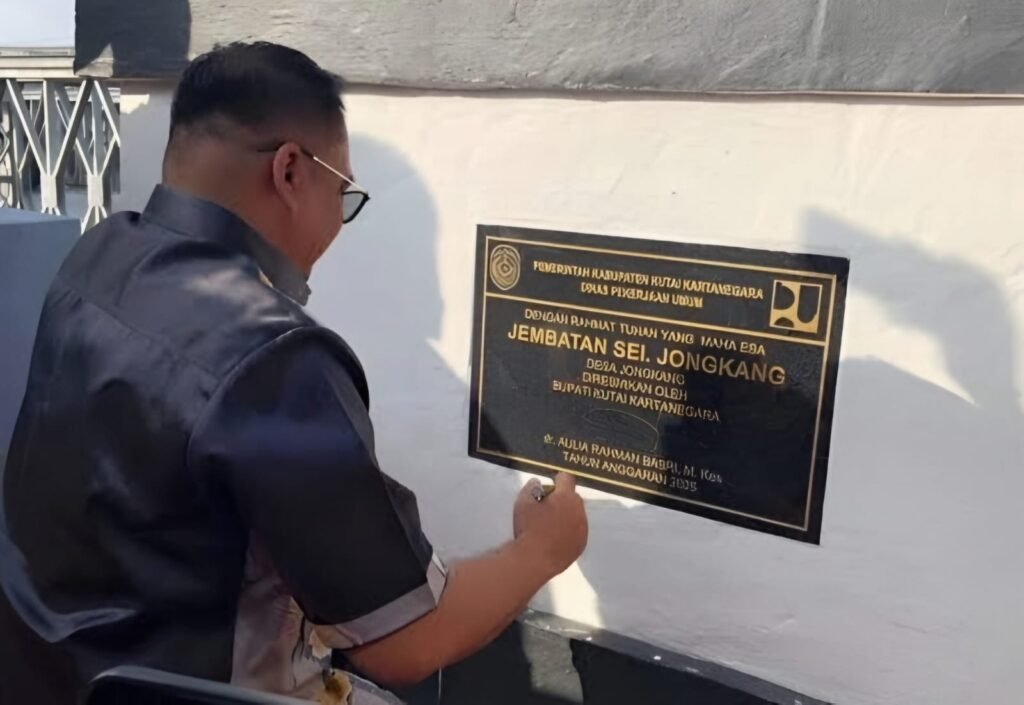 PEMERINTAH KABUPATEN KUTAI KARTANEGARA
DINAS PEKERJAAN UMUM
DENGAN RAHMAT TUHAN YANG MAHA ESA
JEMBATAN SEI. JONGKANG
DESA JONGKANG
DIRESMIKAN OLEH
BUPATI KUTAI KARTANEGARA
dr. AULIA RAHMAN BASRI, M. Kes
TAHUN ANGGARAN 2025